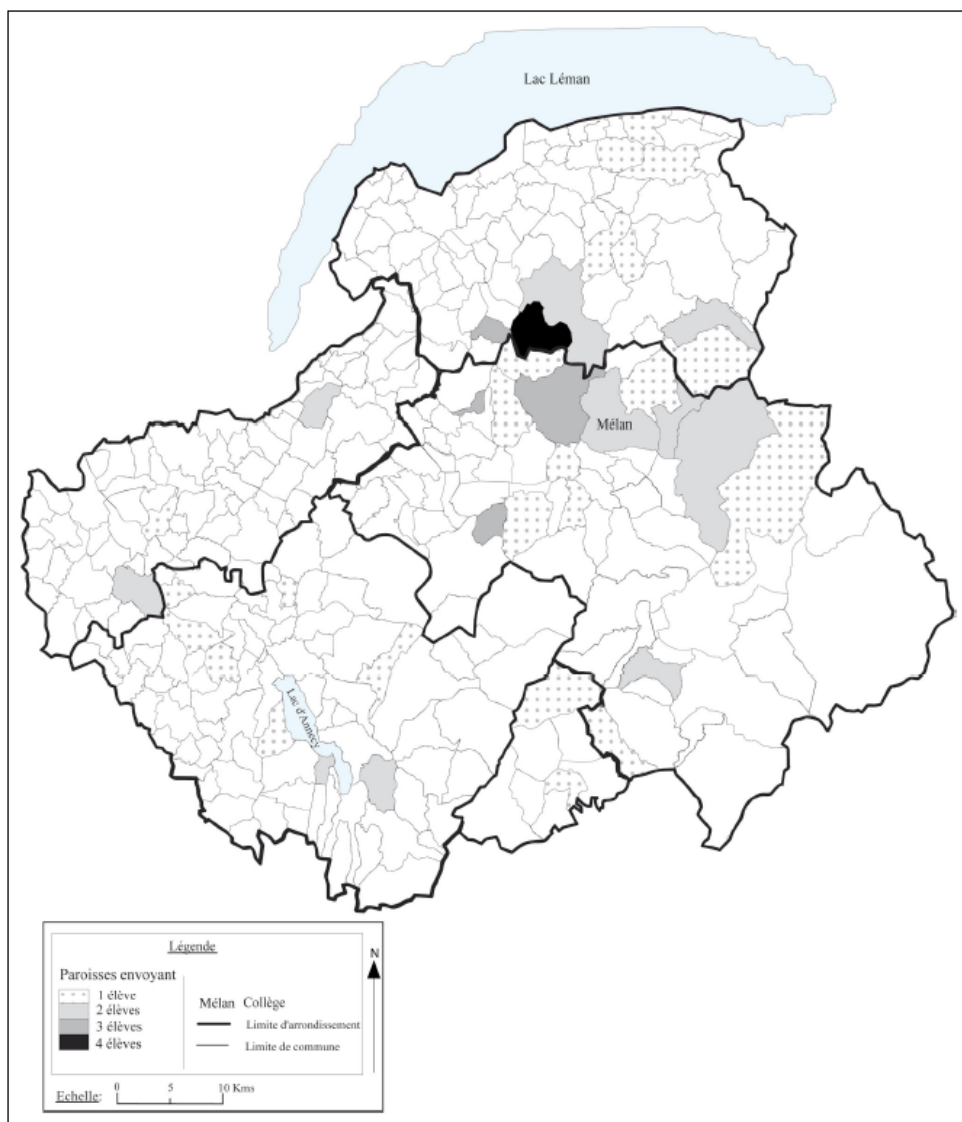 Lac Léman
Mélan
Lac d'Annecy
Légende
N
Paroisses envoyant
1 élève
2 élèves
3 élèves
4 élèves
Mélan Collège
Limite d'arrondissement
Limite de commune
Echelle: 0 5 10 Kms